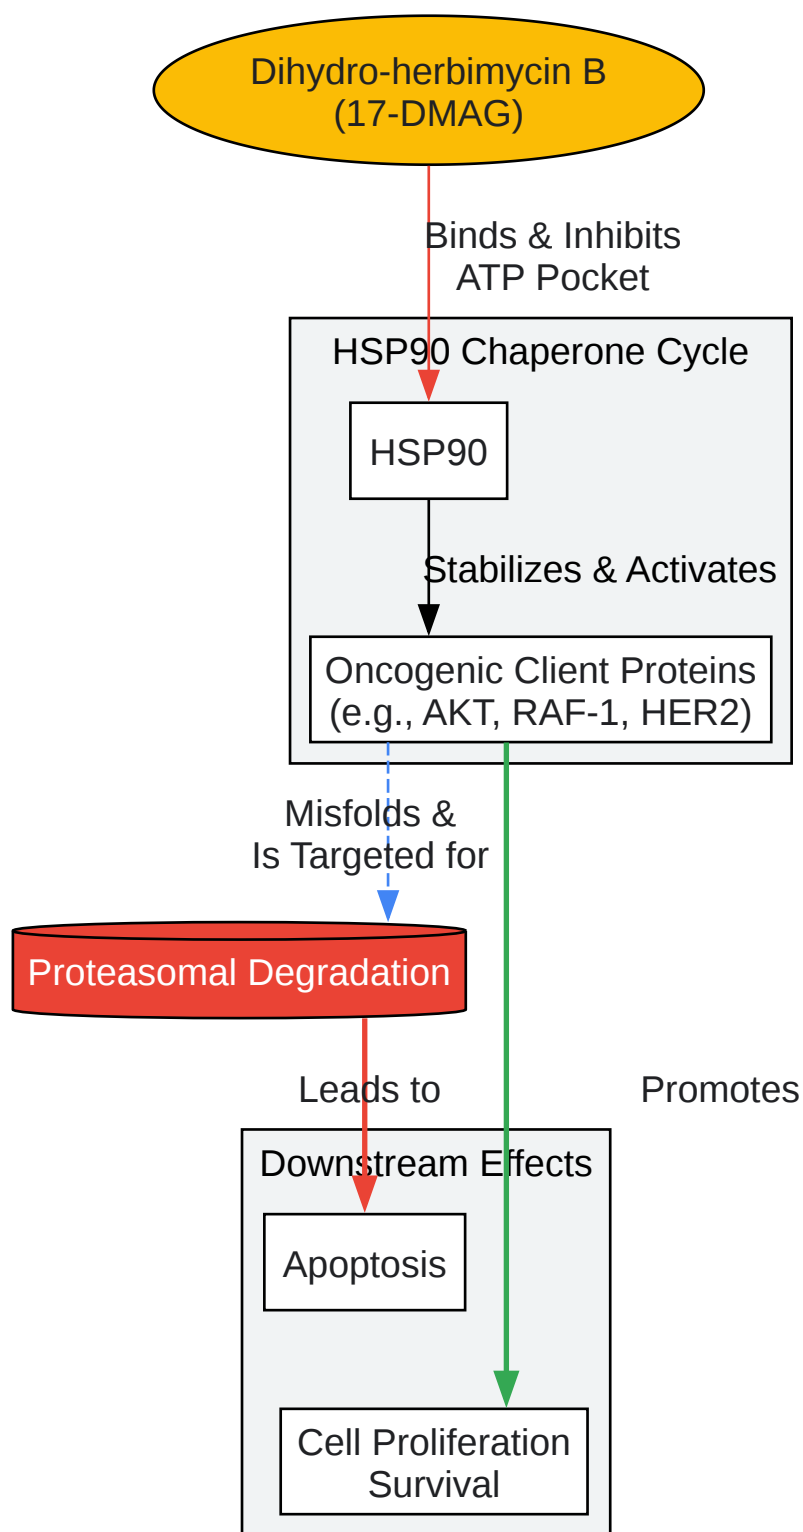 Dihydro-herbimycin B
(17-DMAG)
Binds & Inhibits
ATP Pocket
HSP90 Chaperone Cycle
HSP90
Stabilizes & Activates
Oncogenic Client Proteins
(e.g., AKT, RAF-1, HER2)
Misfolds &
Is Targeted for
Proteasomal Degradation
Leads to
Promotes
Downstream Effects
Apoptosis
Cell Proliferation
Survival